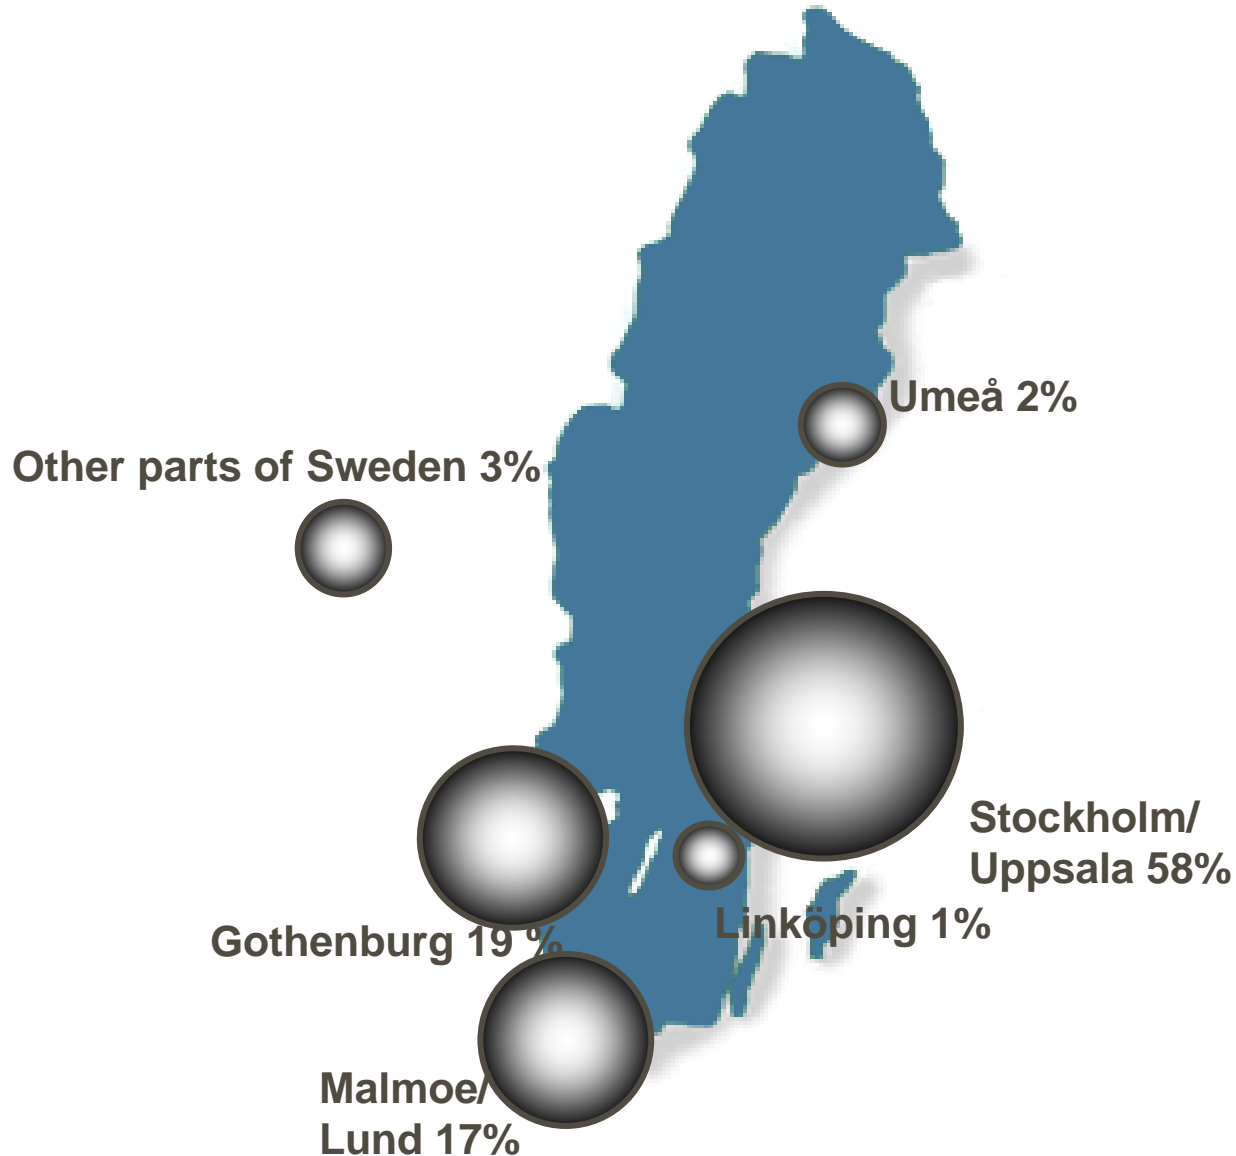 Umeå 2%
Other parts of Sweden 3%
Stockholm/
Uppsala 58%
Linköping 1%
Gothenburg 19 %
Malmoe/
Lund 17%